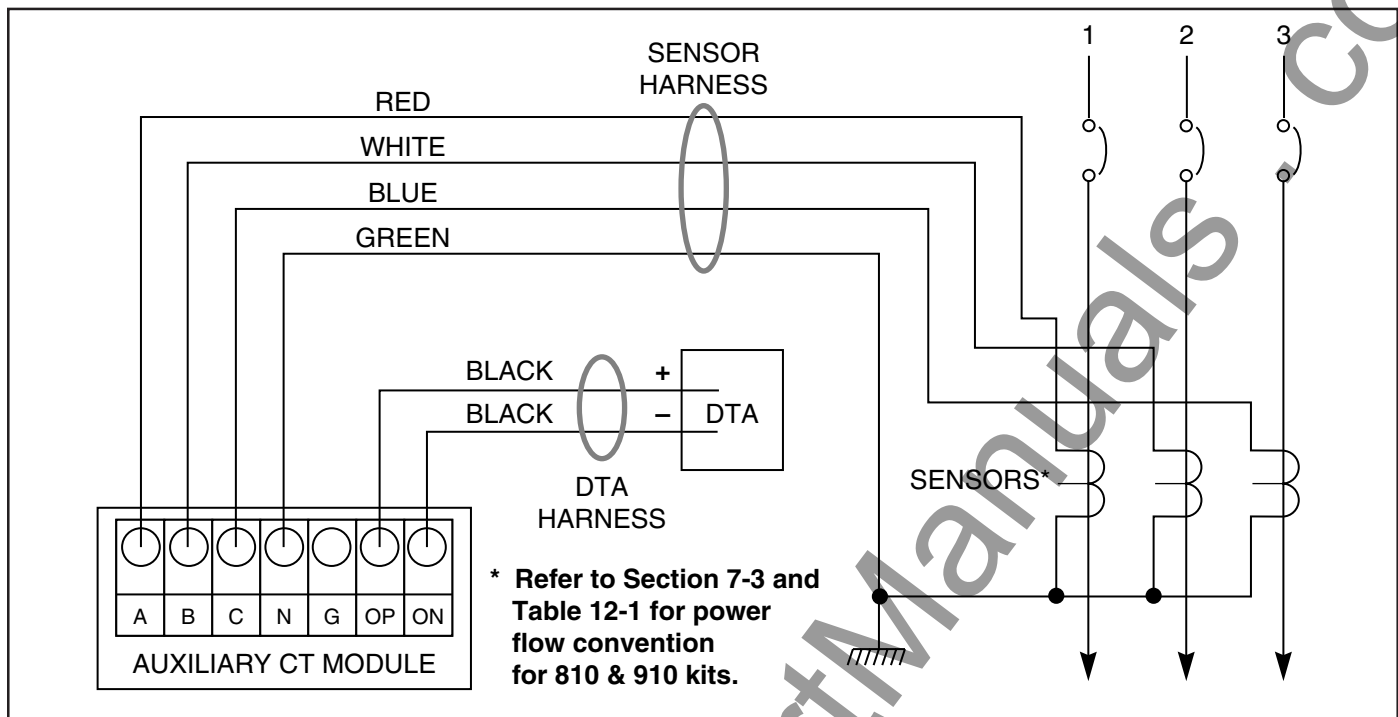 1 2 3
SENSOR
HARNESS
RED
WHITE
BLUE
GREEN
BLACK +
BLACK –
DTA
DTA
HARNESS
SENSORS*
A B C N G OP ON
AUXILIARY CT MODULE
* Refer to Section 7-3 and
Table 12-1 for power
flow convention
for 810 & 910 kits.